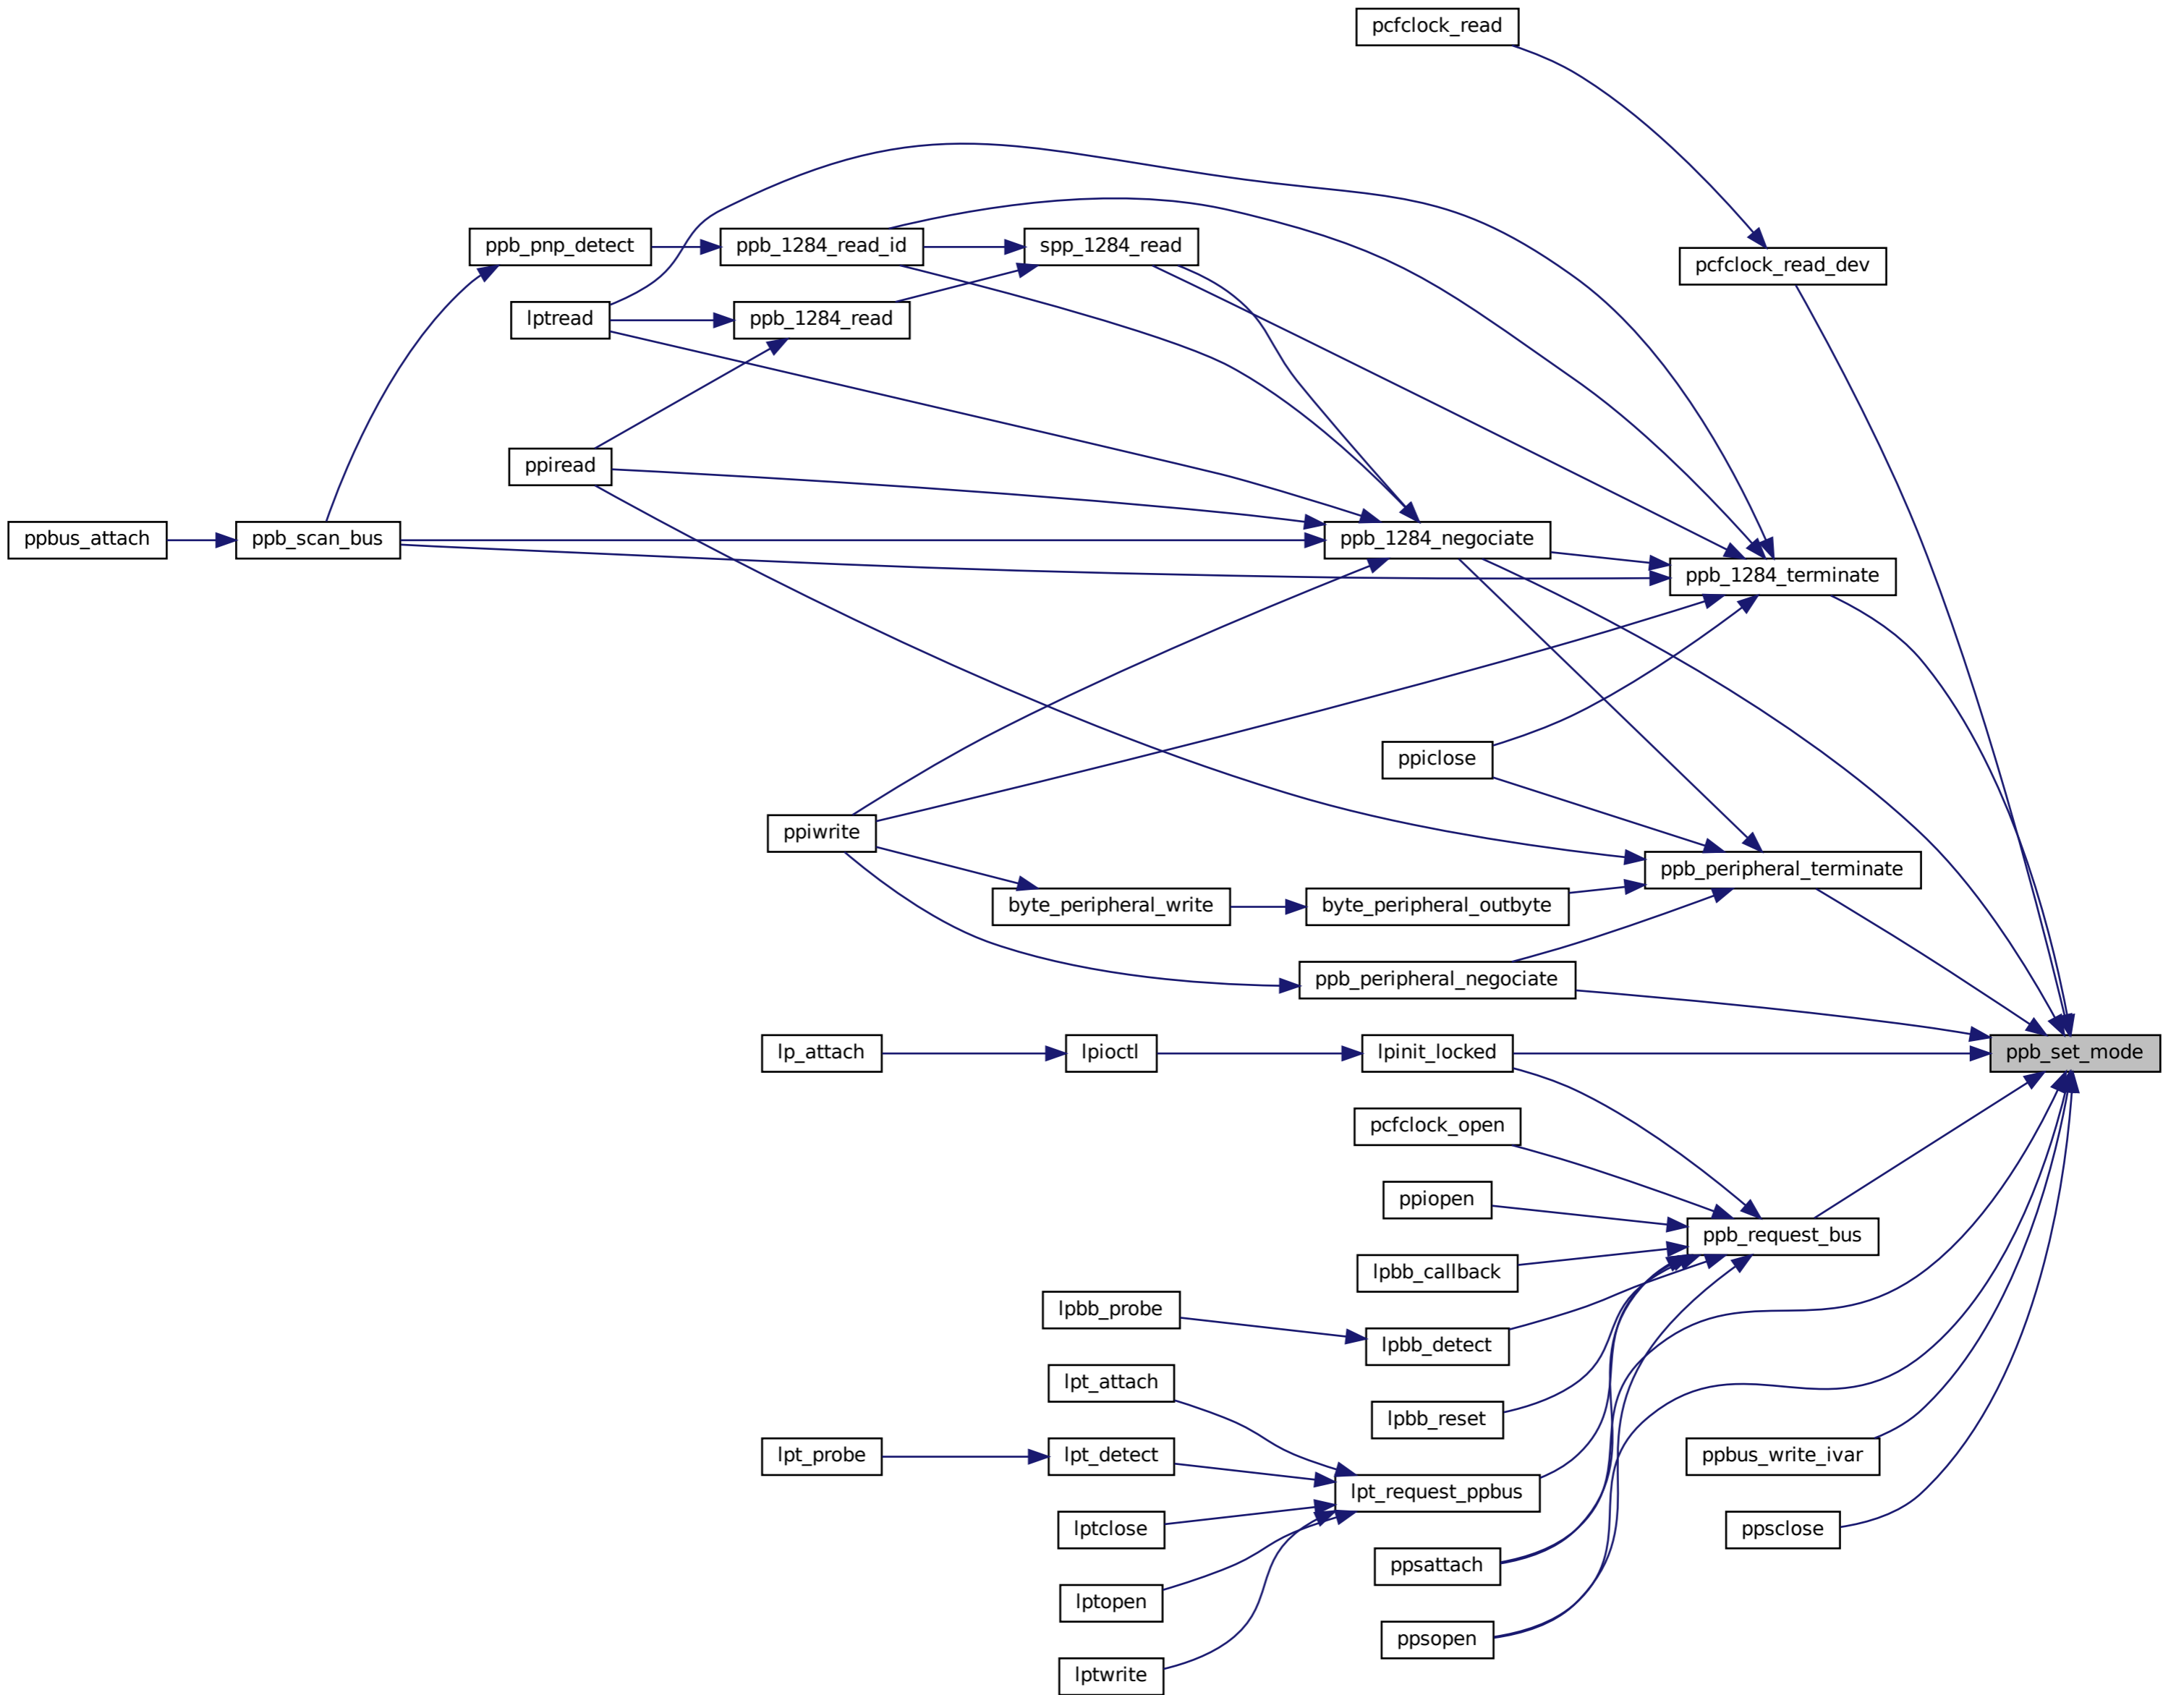 pcfclock_read
ppb_pnp_detect
ppb_1284_read_id
spp_1284_read
pcfclock_read_dev
lptread
ppb_1284_read
ppiread
ppbus_attach
ppb_scan_bus
ppb_1284_negociate
ppb_1284_terminate
ppiclose
ppiwrite
ppb_peripheral_terminate
byte_peripheral_write
byte_peripheral_outbyte
ppb_peripheral_negociate
lp_attach
lpioctl
lpinit_locked
ppb_set_mode
pcfclock_open
ppiopen
ppb_request_bus
lpbb_callback
lpbb_probe
lpbb_detect
lpt_attach
lpbb_reset
lpt_probe
lpt_detect
ppbus_write_ivar
lpt_request_ppbus
lptclose
ppsclose
ppsattach
lptopen
ppsopen
lptwrite